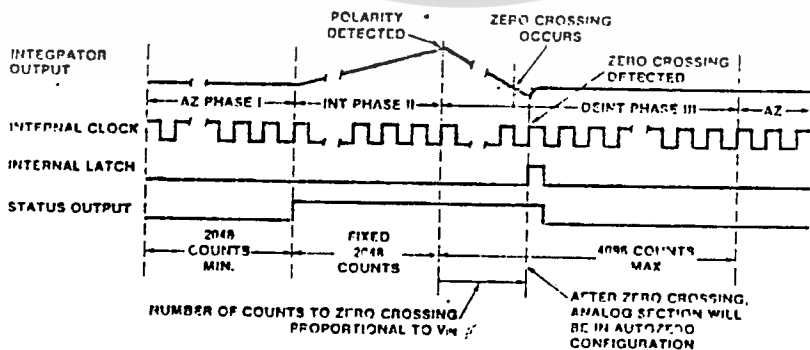 POLARITY
DETECTED
ZERO CROSSING
OCCURS
INTEGRATOR
OUTPUT
ZERO CROSSING
DETECTED
AZ PHASE I
INT PHASE II
DEINT PHASE III
AZ
INTERNAL CLOCK
INTERNAL LATCH
STATUS OUTPUT
2048
COUNTS
MIN.
FIXED
2048
COUNTS
4096 COUNTS
MAX
NUMBER OF COUNTS TO ZERO CROSSING
PROPORTIONAL TO VIN
AFTER ZERO CROSSING,
ANALOG SECTION WILL
BE IN AUTOZERO
CONFIGURATION